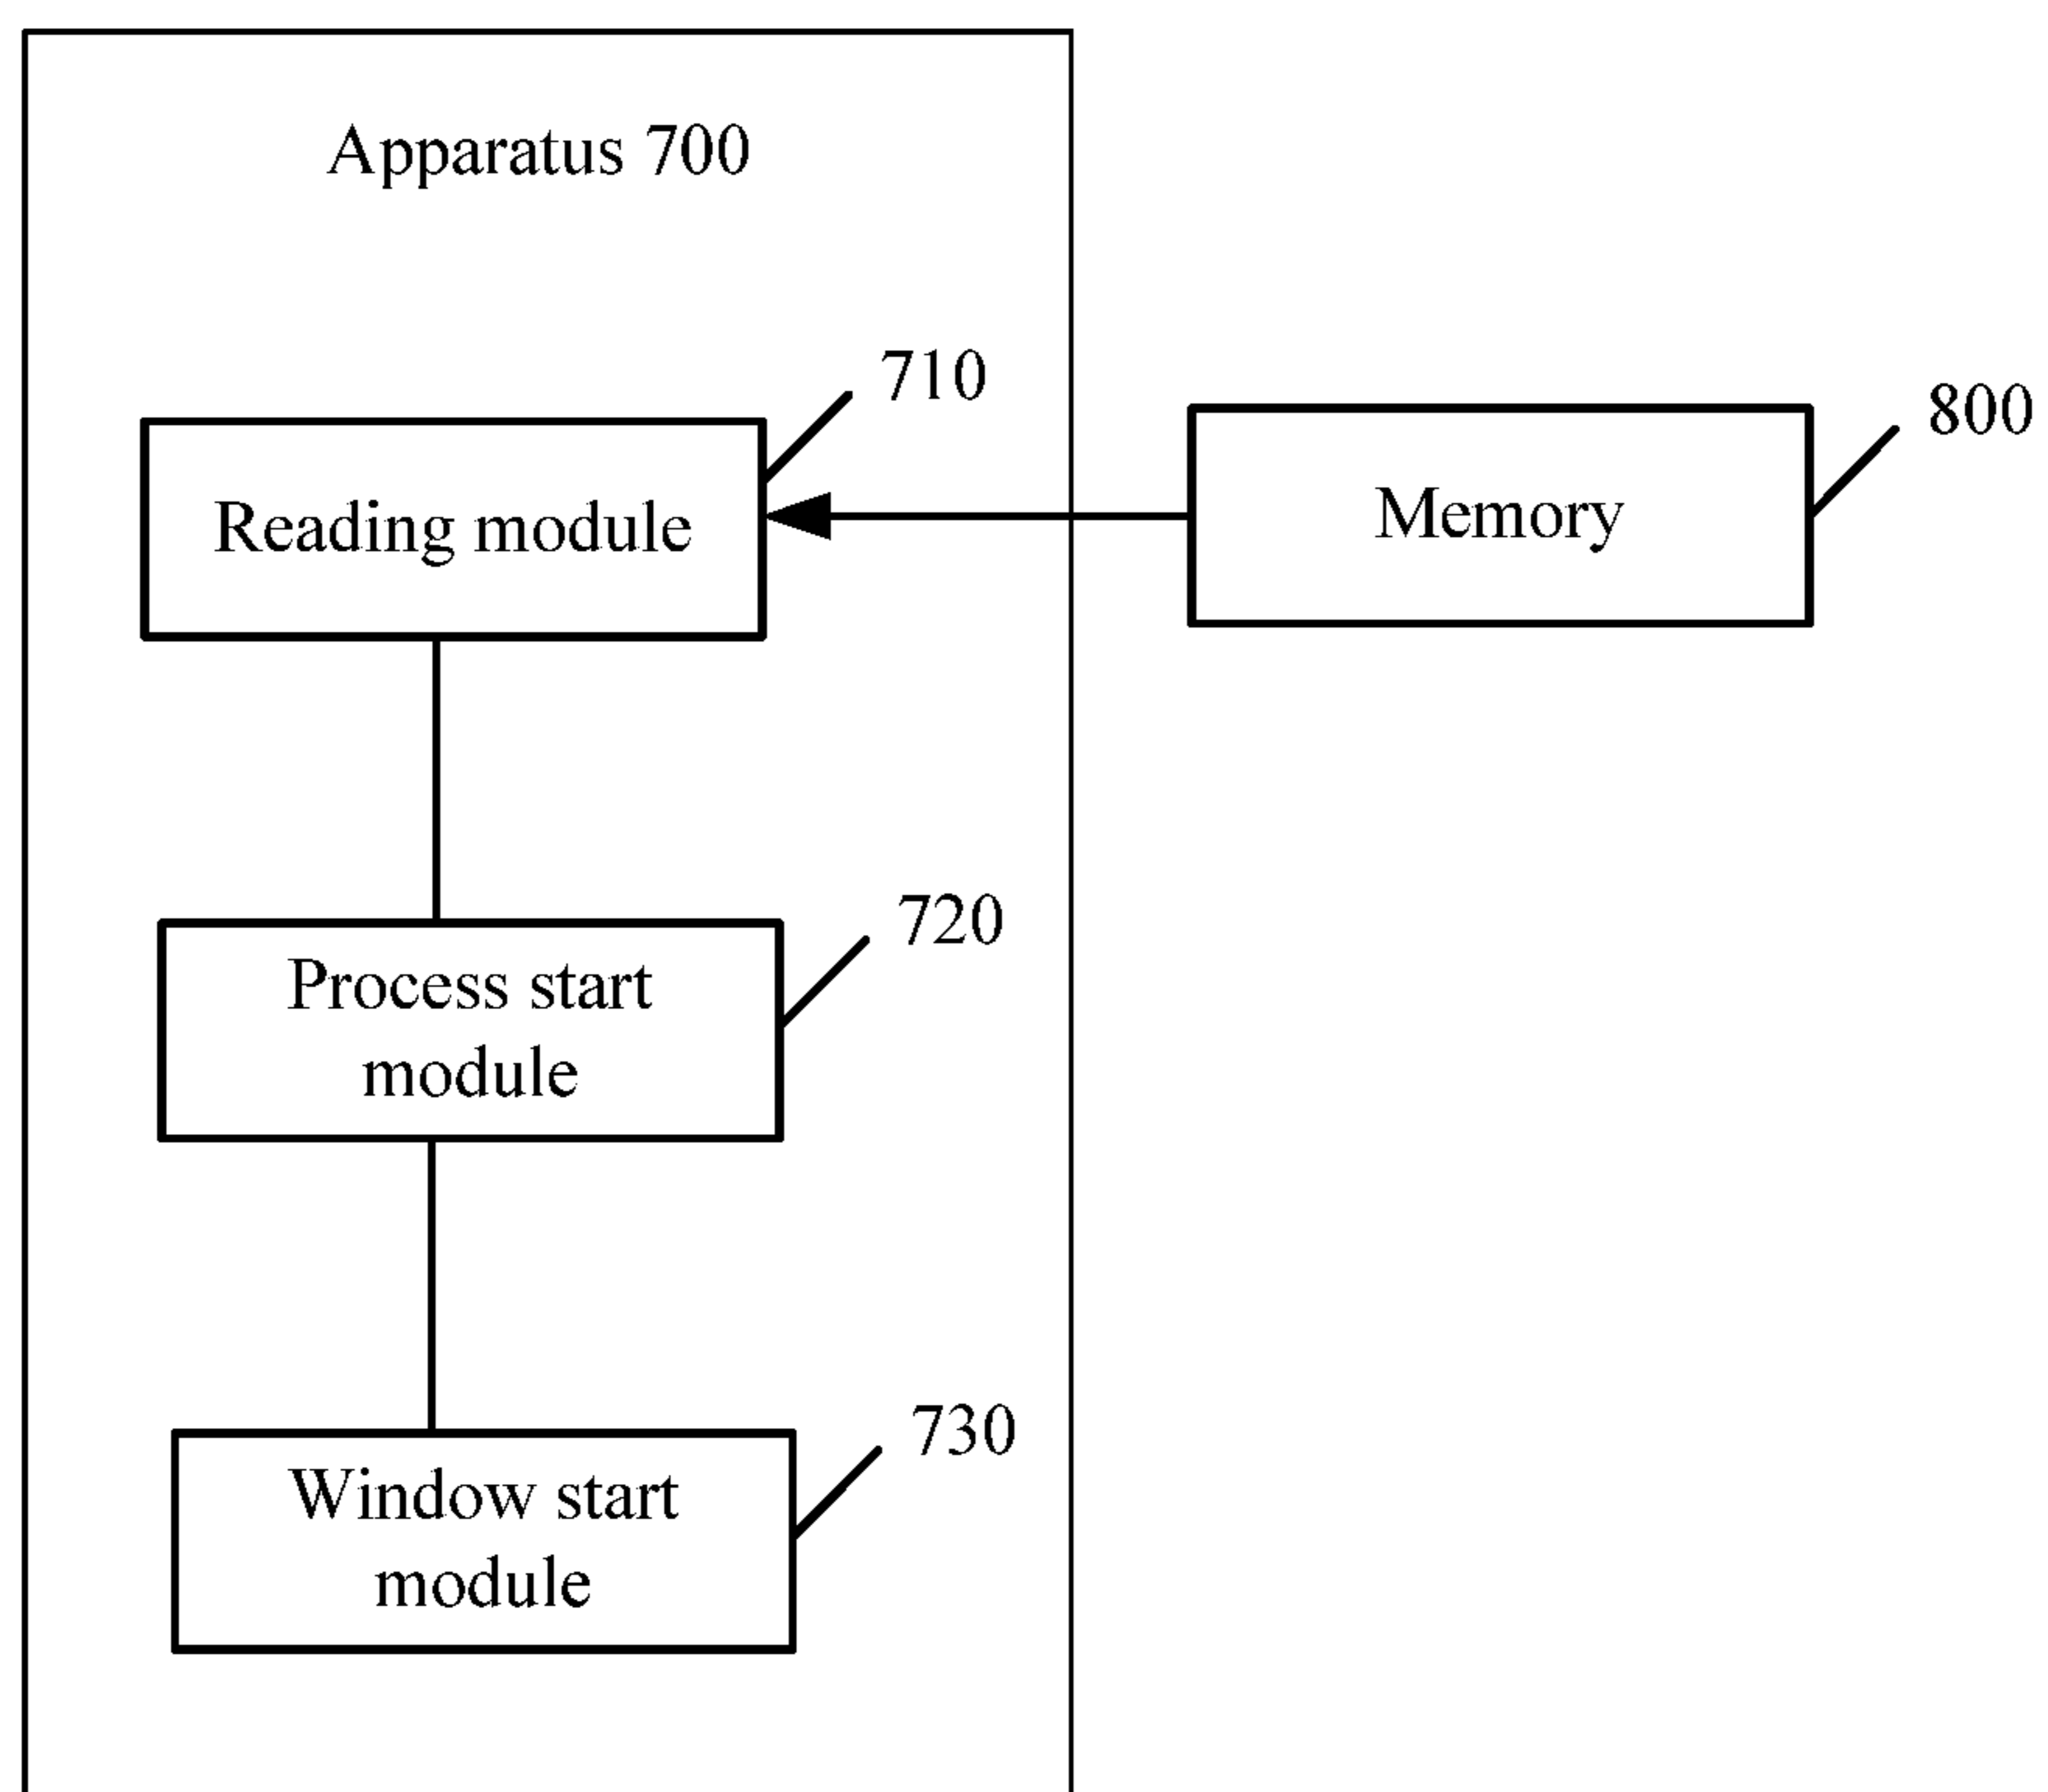 Apparatus 700
710
Reading module
800
Memory
720
Process start
module
730
Window start
module